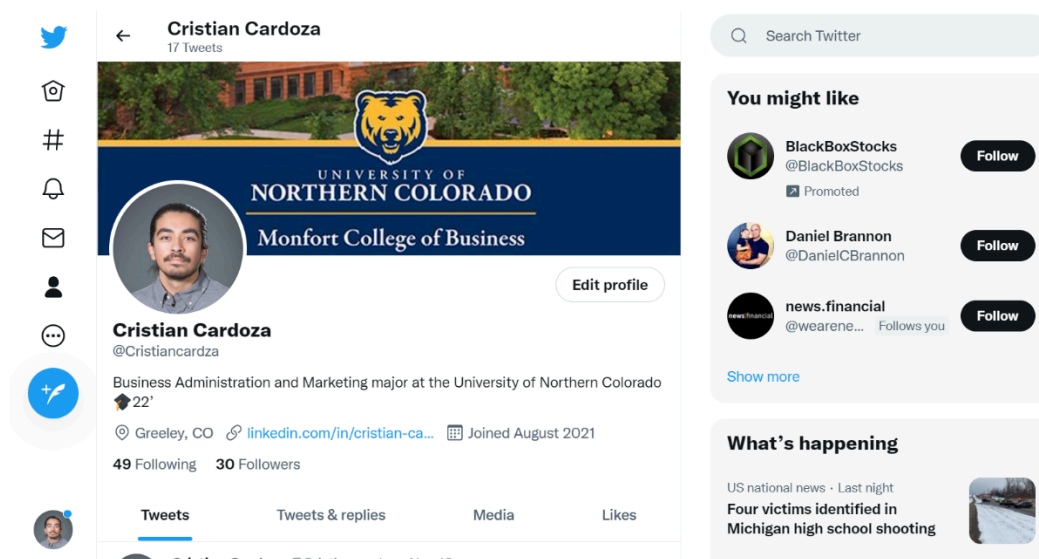 Cristian Cardoza
17 Tweets
UNIVERSITY OF
NORTHERN COLORADO
Monfort College of Business
Edit profile
Cristian Cardoza
@Cristiancardza
Business Administration and Marketing major at the University of Northern Colorado
🎓22’
Greeley, CO linkedin.com/in/cristian-ca... Joined August 2021
49 Following 30 Followers
Tweets Tweets & replies Media Likes
Search Twitter
You might like
BlackBoxStocks
@BlackBoxStocks
Promoted
Follow
Daniel Brannon
@DanielCBrannon
Follow
news.financial
news.financial
@wearene... Follows you
Follow
Show more
What’s happening
US national news · Last night
Four victims identified in
Michigan high school shooting